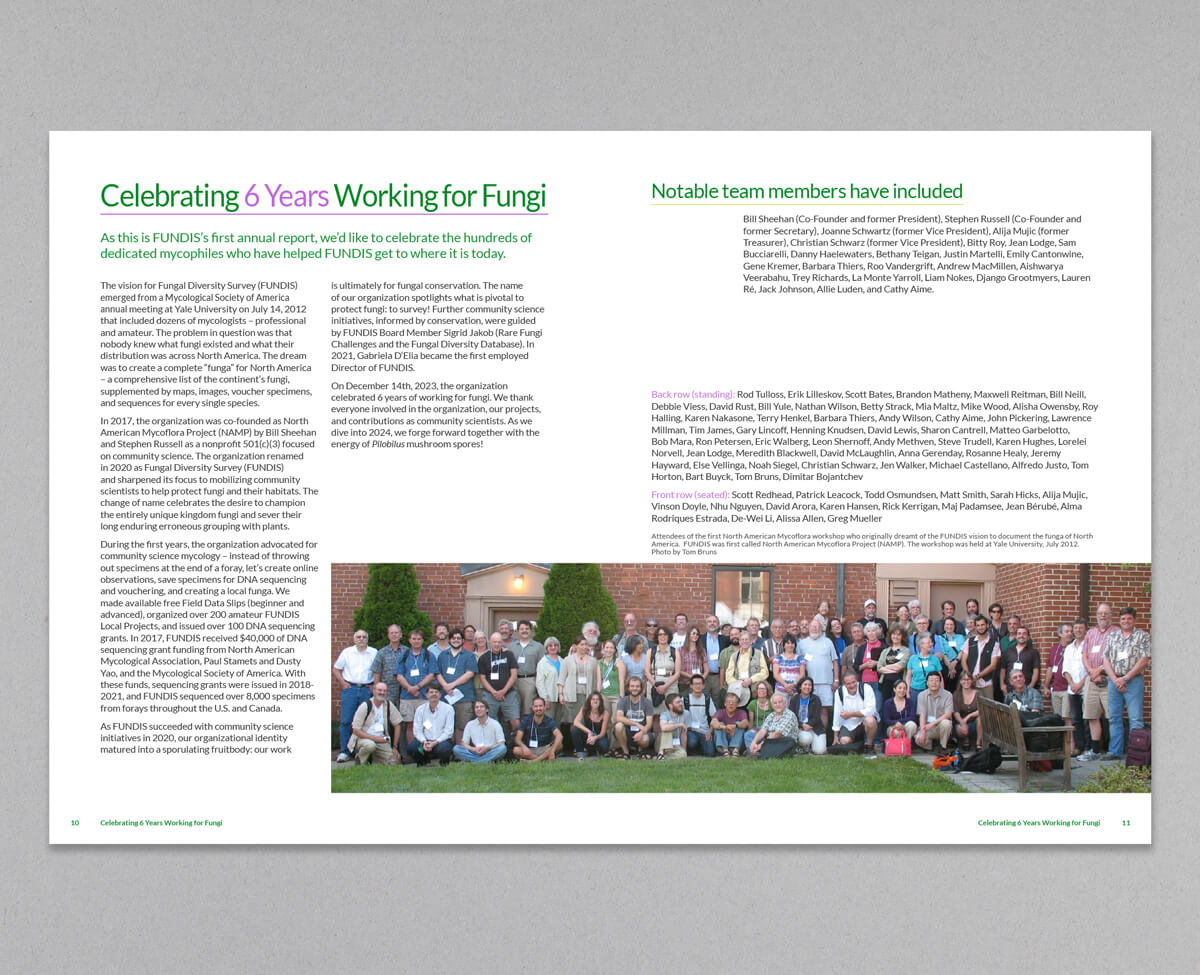 Celebrating 6 Years Working for Fungi
As this is FUNDIS's first annual report, we'd like to celebrate the hundreds of
dedicated mycophiles who have helped FUNDIS get to where it is today.
The vision for Fungal Diversity Survey (FUNDIS)
emerged from a Mycological Society of America
annual meeting at Yale University on July 14, 2012
that included dozens of mycologists – professional
and amateur. The problem in question was that
nobody knew what fungi existed and what their
distribution was across North America. The dream
was to create a complete "funga" for North America
– a comprehensive list of the continent's fungi,
supplemented by maps, images, voucher specimens,
and sequences for every single species.
In 2017, the organization was co-founded as North
American Mycoflora Project (NAMP) by Bill Sheehan
and Stephen Russell as a nonprofit 501(c)(3) focused
on community science. The organization renamed
in 2020 as Fungal Diversity Survey (FUNDIS)
and sharpened its focus to mobilizing community
scientists to help protect fungi and their habitats. The
change of name celebrates the desire to champion
the entirely unique kingdom fungi and sever their
long enduring erroneous grouping with plants.
During the first years, the organization advocated for
community science mycology – instead of throwing
out specimens at the end of a foray, let's create online
observations, save specimens for DNA sequencing
and vouchering, and creating a local funga. We
made available free Field Data Slips (beginner and
advanced), organized over 200 amateur FUNDIS
Local Projects, and issued over 100 DNA sequencing
grants. In 2017, FUNDIS received $40,000 of DNA
sequencing grant funding from North American
Mycological Association, Paul Stamets and Dusty
Yao, and the Mycological Society of America. With
these funds, sequencing grants were issued in 2018-
2021, and FUNDIS sequenced over 8,000 specimens
from forays throughout the U.S. and Canada.
As FUNDIS succeeded with community science
initiatives in 2020, our organizational identity
matured into a sporulating fruitbody: our work
is ultimately for fungal conservation. The name
of our organization spotlights what is pivotal to
protect fungi: to survey! Further community science
initiatives, informed by conservation, were guided
by FUNDIS Board Member Sigrid Jakob (Rare Fungi
Challenges and the Fungal Diversity Database). In
2021, Gabriela D'Elia became the first employed
Director of FUNDIS.
On December 14th, 2023, the organization
celebrated 6 years of working for fungi. We thank
everyone involved in the organization, our projects,
and contributions as community scientists. As we
dive into 2024, we forge forward together with the
energy of Pilobilus mushroom spores!
10 Celebrating 6 Years Working for Fungi
Notable team members have included
Bill Sheehan (Co-Founder and former President), Stephen Russell (Co-Founder and
former Secretary), Joanne Schwartz (former Vice President), Alija Mujic (former
Treasurer), Christian Schwarz (former Vice President), Bitty Roy, Jean Lodge, Sam
Bucciarelli, Danny Haelewaters, Bethany Teigan, Justin Martelli, Emily Cantonwine,
Gene Kremer, Barbara Thiers, Roo Vandergrift, Andrew MacMillen, Aishwarya
Veerabahu, Trey Richards, La Monte Yarroll, Liam Nokes, Django Grootmyers, Lauren
Ré, Jack Johnson, Allie Luden, and Cathy Aime.
Back row (standing): Rod Tulloss, Erik Lilleskov, Scott Bates, Brandon Matheny, Maxwell Reitman, Bill Neill,
Debbie Viess, David Rust, Bill Yule, Nathan Wilson, Betty Strack, Mia Maltz, Mike Wood, Alisha Owensby, Roy
Halling, Karen Nakasone, Terry Henkel, Barbara Thiers, Andy Wilson, Cathy Aime, John Pickering, Lawrence
Millman, Tim James, Gary Lincoff, Henning Knudsen, David Lewis, Sharon Cantrell, Matteo Garbelotto,
Bob Mara, Ron Petersen, Eric Walberg, Leon Shernoff, Andy Methven, Steve Trudell, Karen Hughes, Lorelei
Norvell, Jean Lodge, Meredith Blackwell, David McLaughlin, Anna Gerenday, Rosanne Healy, Jeremy
Hayward, Else Vellinga, Noah Siegel, Christian Schwarz, Jen Walker, Michael Castellano, Alfredo Justo, Tom
Horton, Bart Buyck, Tom Bruns, Dimitar Bojantchev
Front row (seated): Scott Redhead, Patrick Leacock, Todd Osmundsen, Matt Smith, Sarah Hicks, Alija Mujic,
Vinson Doyle, Nhu Nguyen, David Arora, Karen Hansen, Rick Kerrigan, Maj Padamsee, Jean Bérubé, Alma
Rodriques Estrada, De-Wei Li, Alissa Allen, Greg Mueller
Attendees of the first North American Mycoflora workshop who originally dreamt of the FUNDIS vision to document the funga of North
America. FUNDIS was first called North American Mycoflora Project (NAMP). The workshop was held at Yale University, July 2012.
Photo by Tom Bruns
Celebrating 6 Years Working for Fungi 11